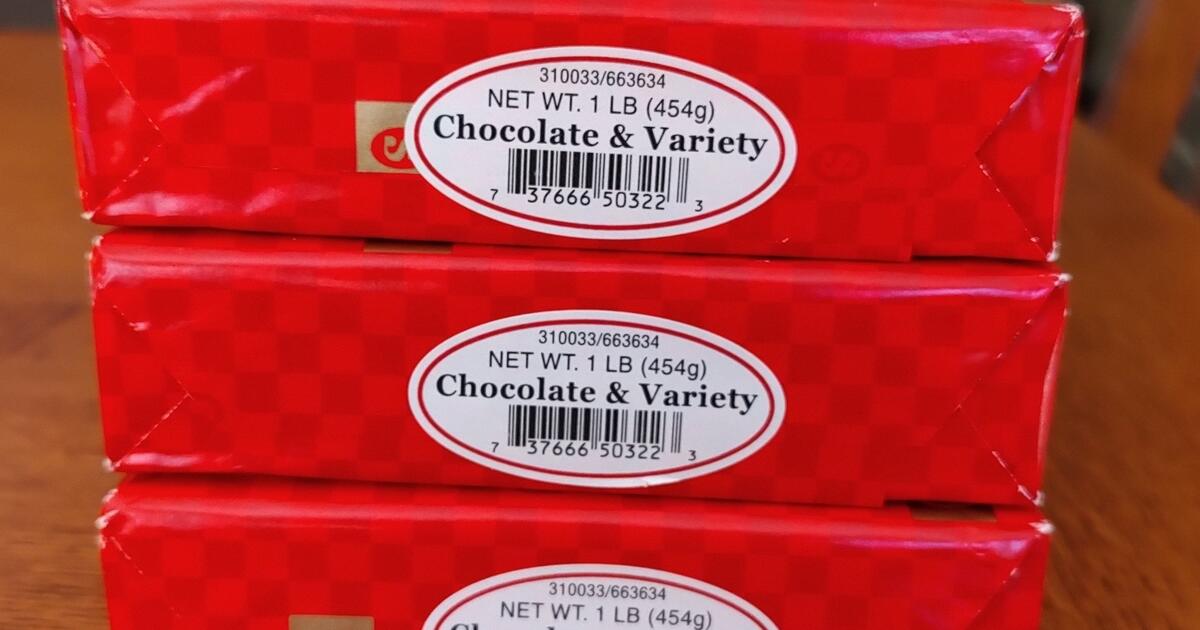 310033/663634
NET WT. 1 LB (454g)
Chocolate & Variety
7 37666 50322 3
310033/663634
NET WT. 1 LB (454g)
Chocolate & Variety
7 37666 50322 3
310033/663634
NET WT. 1 LB (454g)